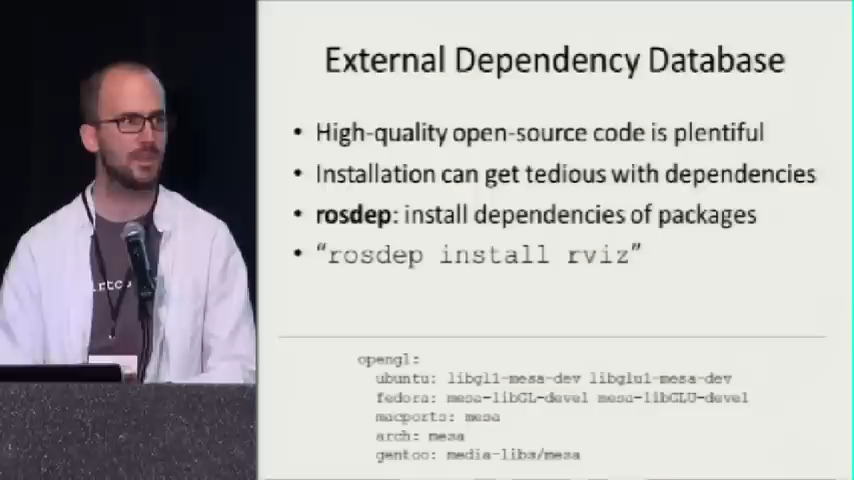 External Dependency Database
• High-quality open-source code is plentiful
• Installation can get tedious with dependencies
• rosdep: install dependencies of packages
• “rosdep install rviz”
opengl:
ubuntu: libgl1-mesa-dev libglu1-mesa-dev
fedora: mesa-libGL-devel mesa-libGLU-devel
macports: mesa
arch: mesa
gentoo: media-libs/mesa